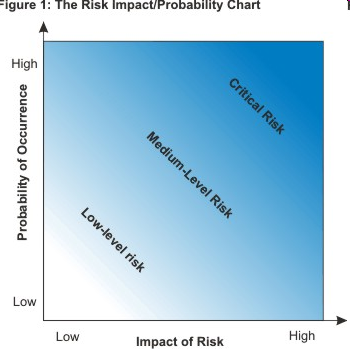 Figure 1: The Risk Impact/Probability Chart
High
Critical Risk
Probability of Occurrence
Medium-Level Risk
Low-level risk
Low
Low
High
Impact of Risk